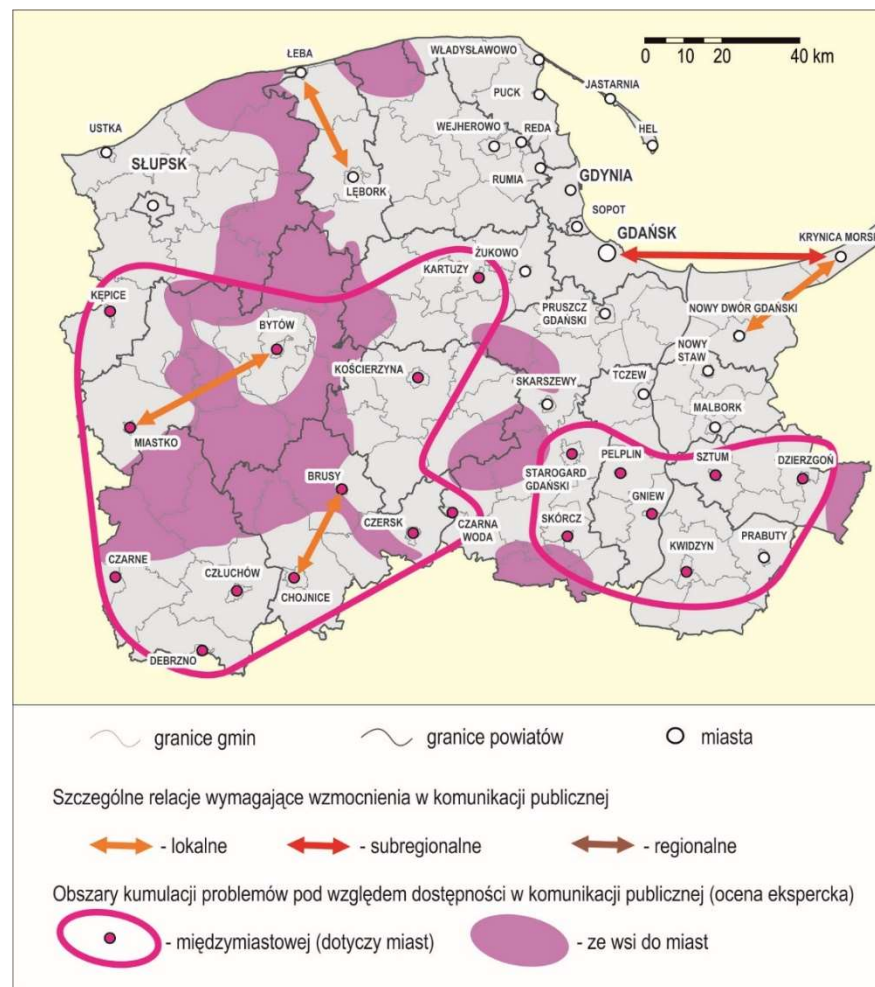 ŁEBA
WŁADYSŁAWOWO
0 10 20 40 km
JASTARNIA
PUCK
USTKA
WEJHEROWO
REDA
HEL
SŁUPSK
LĘBORK
RUMIA
GDYNIA
SOPOT
GDAŃSK
KRYNICA MORSK
ŻUKOWO
KARTUZY
KĘPICE
BYTÓW
PRUSZCZ
GDAŃSKI
NOWY DWÓR GDAŃSKI
NOWY
STAW
KOŚCIERZYNA
SKARSZEWY
TCZEW
MALBORK
MIASTKO
BRUSY
STAROGARD
GDAŃSKI
PELPLIN
SZTUM
DZIERZGOŃ
GNIEW
CZERSK
CZARNA
WODA
SKÓRCZ
KWIDZYN
PRABUTY
CZARNE
CZŁUCHÓW
CHOJNICE
DEBRZNO
granice gmin
granice powiatów
miasta
Szczególne relacje wymagające wzmocnienia w komunikacji publicznej
- lokalne
- subregionalne
- regionalne
Obszary kumulacji problemów pod względem dostępności w komunikacji publicznej (ocena ekspercka)
- międzymiastowej (dotyczy miast)
- ze wsi do miast